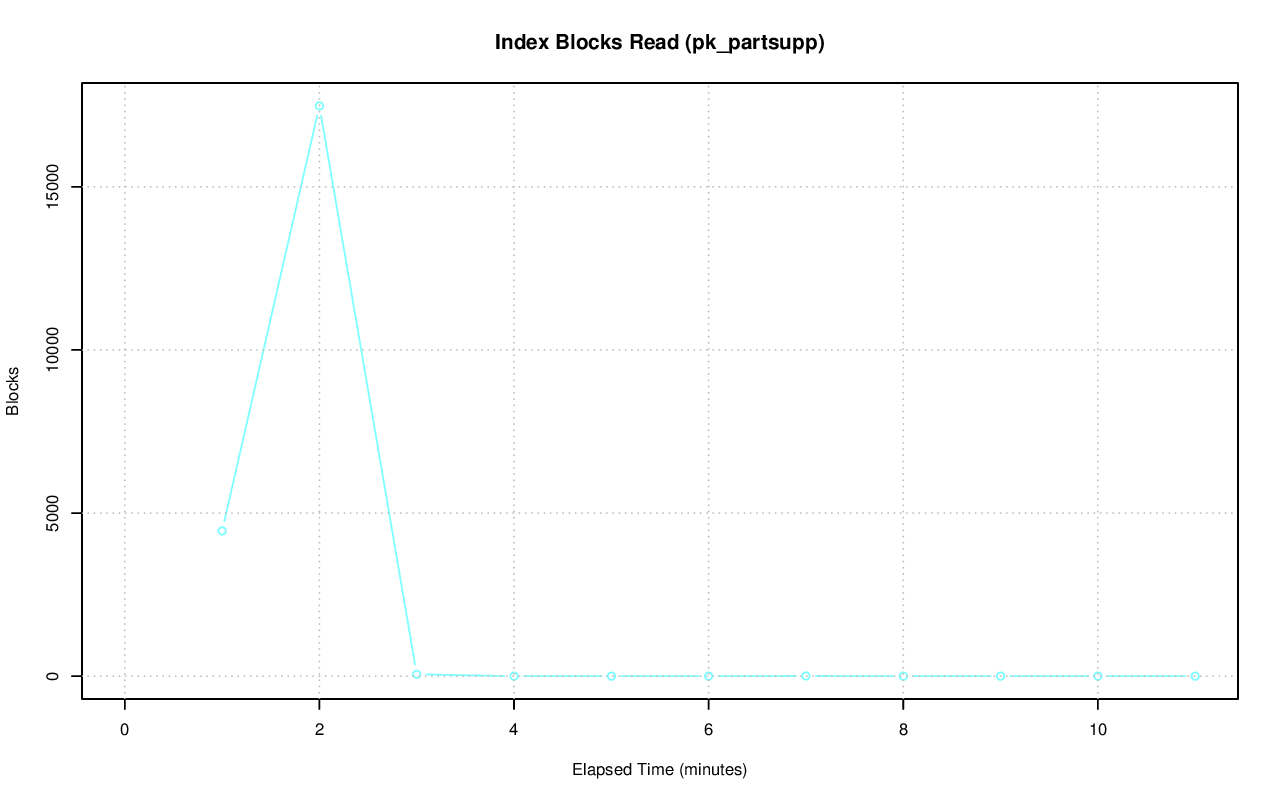 Index Blocks Read (pk_partsupp)
Blocks
15000
10000
5000
0
0 2 4 6 8 10
Elapsed Time (minutes)